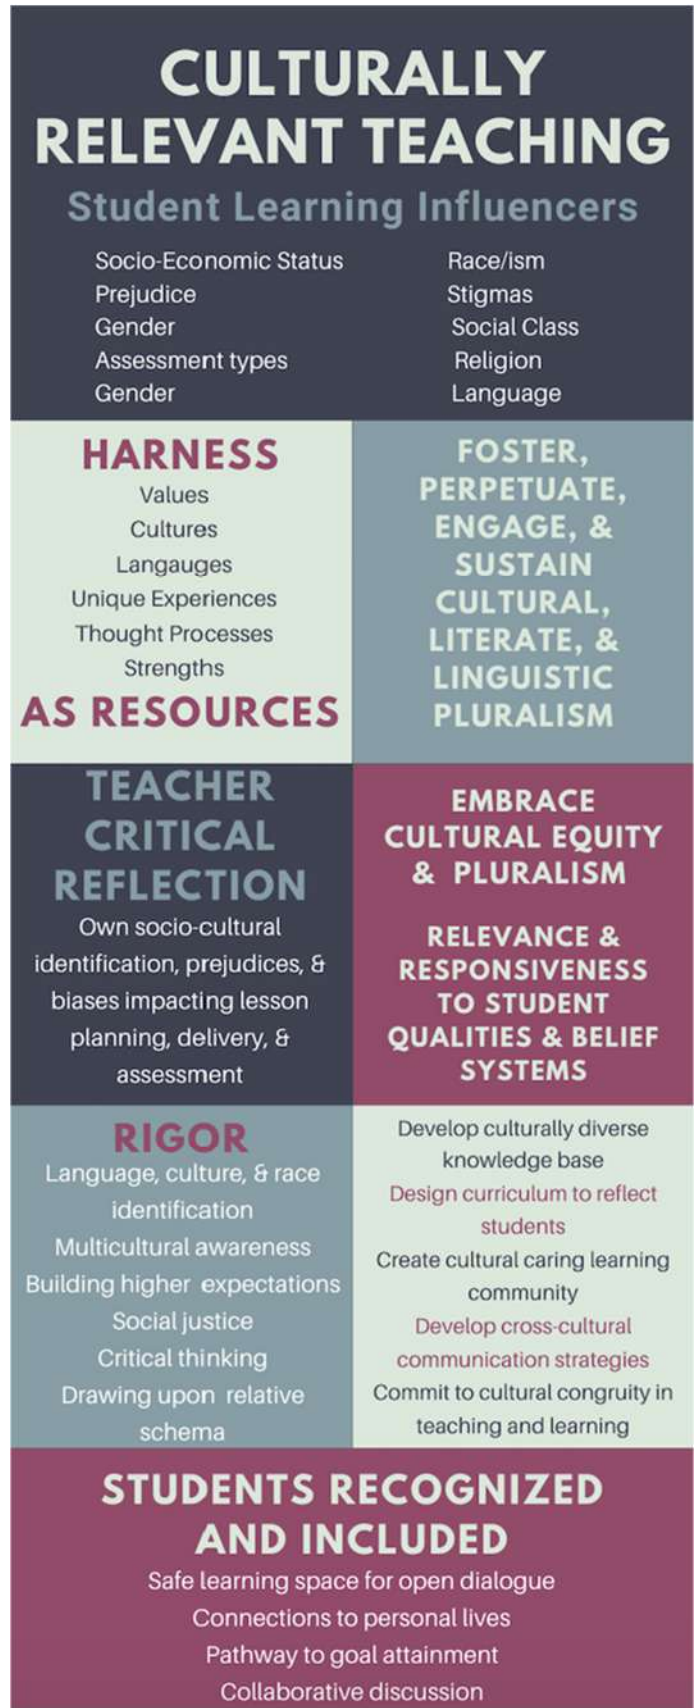 CULTURALLY
RELEVANT TEACHING
Student Learning Influencers
Socio-Economic Status
Prejudice
Gender
Assessment types
Gender
Race/ism
Stigmas
Social Class
Religion
Language
HARNESS
Values
Cultures
Langauges
Unique Experiences
Thought Processes
Strengths
AS RESOURCES
FOSTER,
PERPETUATE,
ENGAGE, &
SUSTAIN
CULTURAL,
LITERATE, &
LINGUISTIC
PLURALISM
TEACHER
CRITICAL
REFLECTION
Own socio-cultural
identification, prejudices, &
biases impacting lesson
planning, delivery, &
assessment
EMBRACE
CULTURAL EQUITY
& PLURALISM
RELEVANCE &
RESPONSIVENESS
TO STUDENT
QUALITIES & BELIEF
SYSTEMS
RIGOR
Language, culture, & race
identification
Multicultural awareness
Building higher expectations
Social justice
Critical thinking
Drawing upon relative
schema
Develop culturally diverse
knowledge base
Design curriculum to reflect
students
Create cultural caring learning
community
Develop cross-cultural
communication strategies
Commit to cultural congruity in
teaching and learning
STUDENTS RECOGNIZED
AND INCLUDED
Safe learning space for open dialogue
Connections to personal lives
Pathway to goal attainment
Collaborative discussion